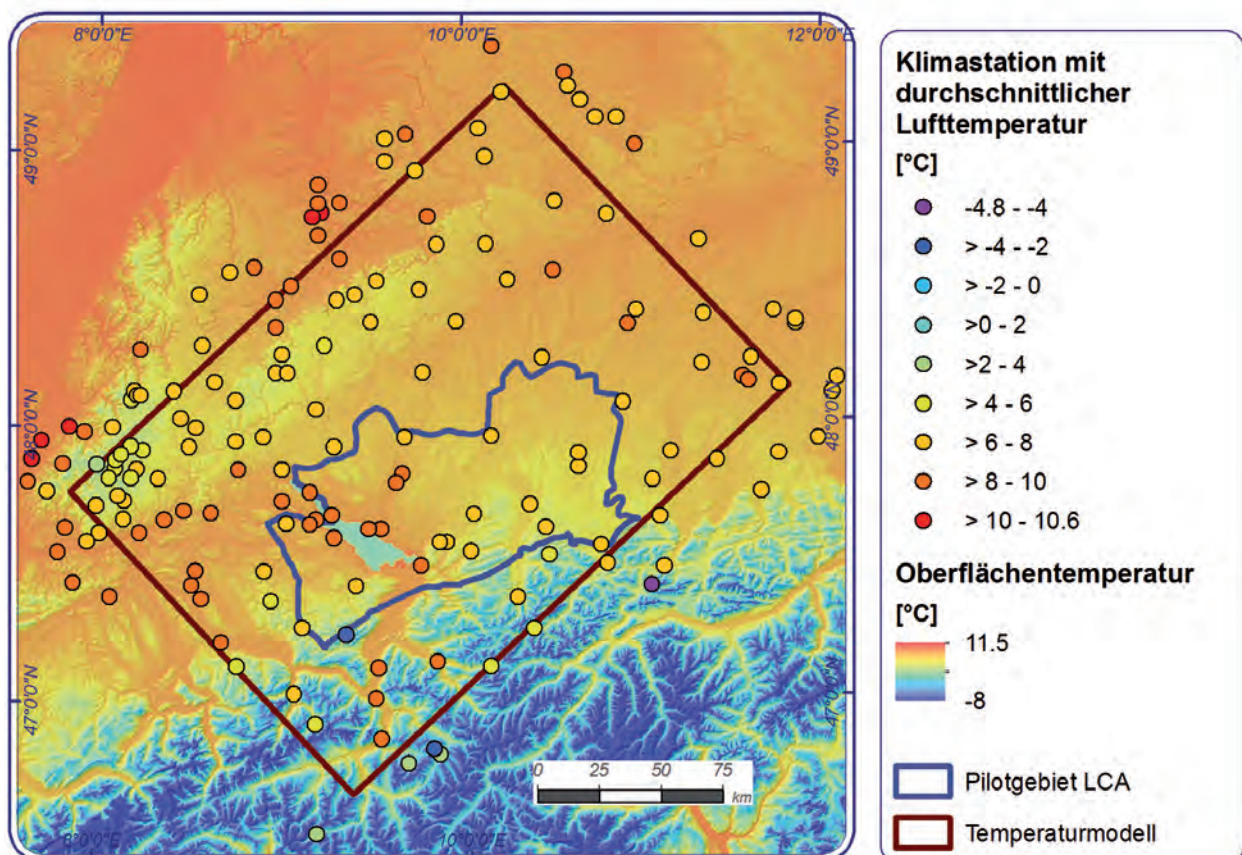 8°0'0"E
10°0'0"E
12°0'0"E
49°0'0"N
49°0'0"N
48°0'0"N
48°0'0"N
47°0'0"N
47°0'0"N
8°0'0"E
10°0'0"E
0 25 50 75
km
Klimastation mit
durchschnittlicher
Lufttemperatur
[°C]
-4.8 - -4
> -4 - -2
> -2 - 0
>0 - 2
>2 - 4
> 4 - 6
> 6 - 8
> 8 - 10
> 10 - 10.6
Oberflächentemperatur
[°C]
11.5
-8
Pilotgebiet LCA
Temperaturmodell